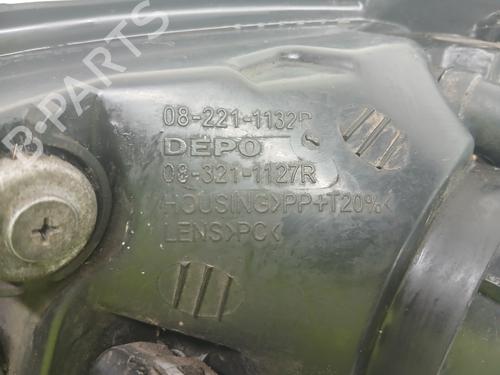 B-PARTS
08-221-1132R
DEPO
08-321-1127R
HOUSING>PP+T20%<
LENS>PC<